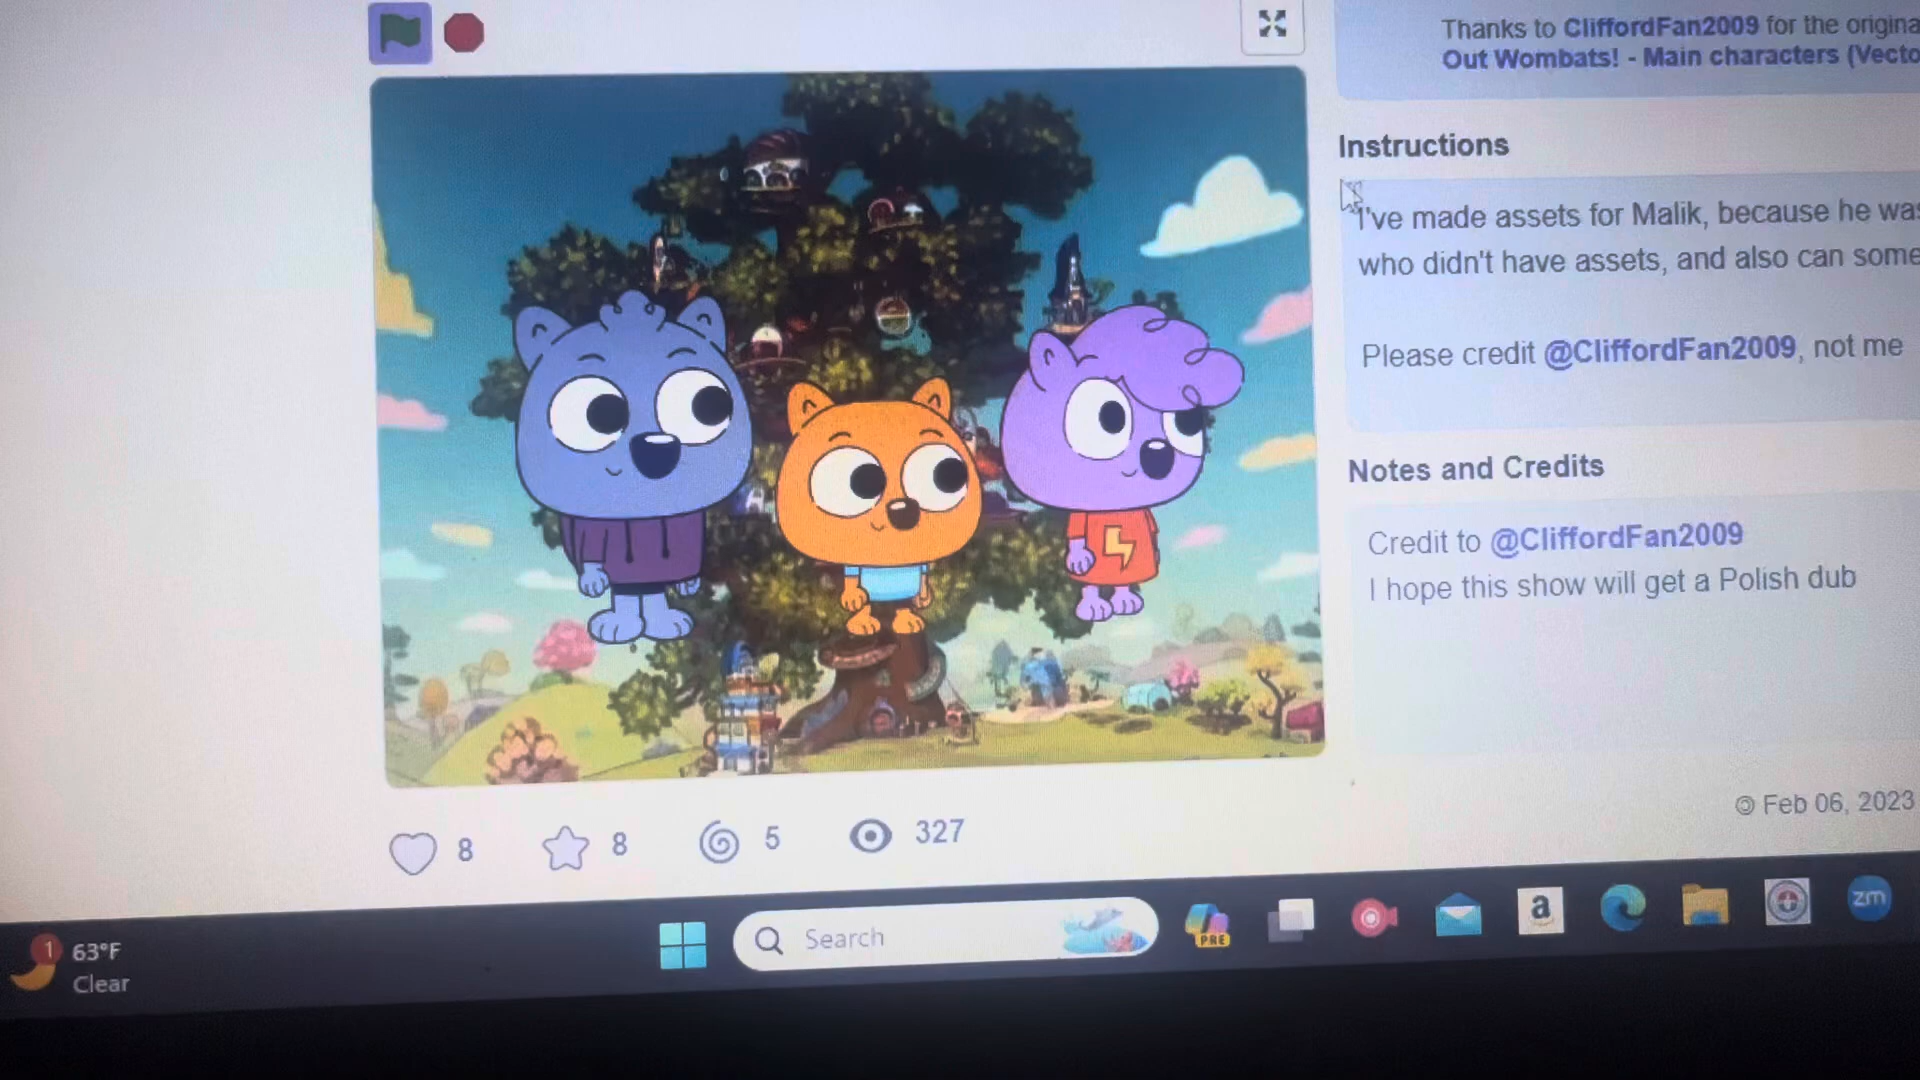 Thanks to CliffordFan2009 for the origina
Out Wombats! - Main characters (Vecto
Instructions
I've made assets for Malik, because he was
who didn't have assets, and also can some
Please credit @CliffordFan2009, not me
Notes and Credits
Credit to @CliffordFan2009
I hope this show will get a Polish dub
© Feb 06, 2023
8
8
5
327
1
63°F
Clear
Search
PRE
a
zm